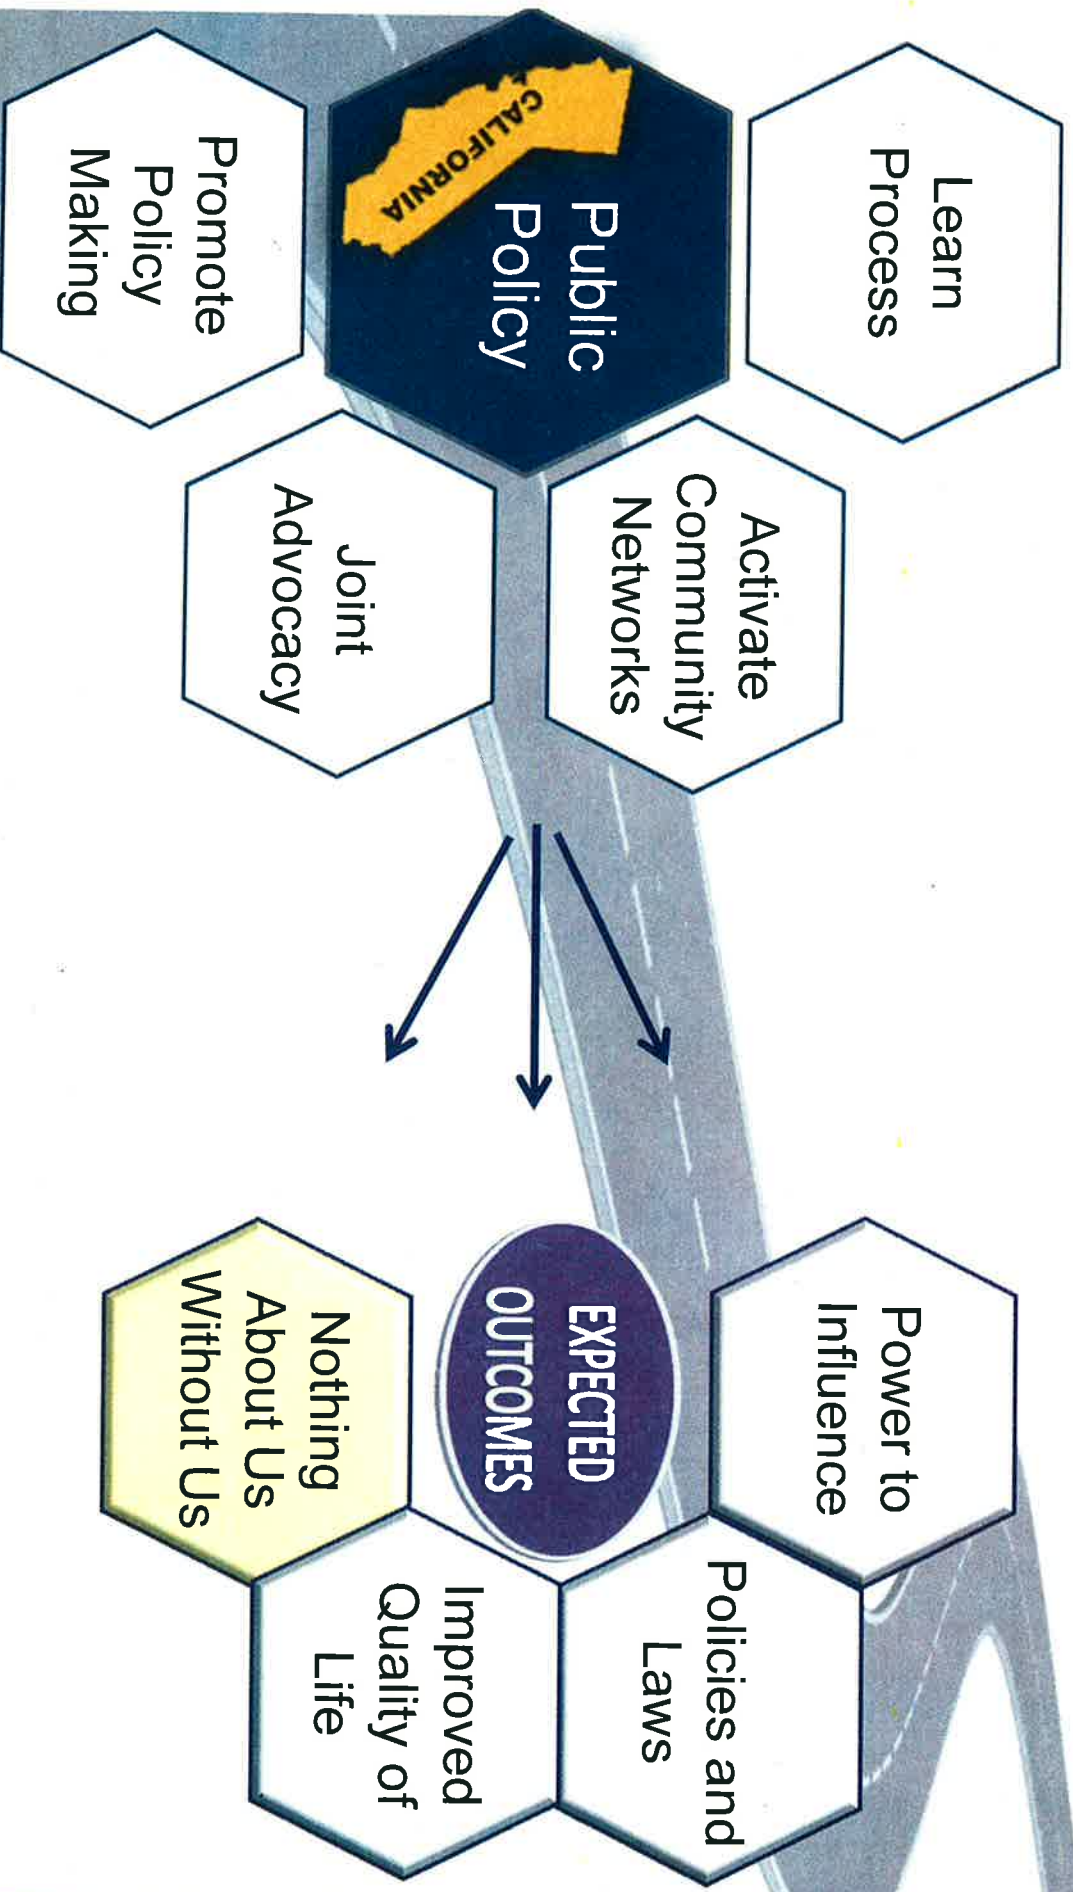 Learn
Process
CALIFORNIA
Public
Policy
Promote
Policy
Making
Activate
Community
Networks
Joint
Advocacy
EXPECTED
OUTCOMES
Power to
Influence
Policies and
Laws
Improved
Quality of
Life
Nothing
About Us
Without Us